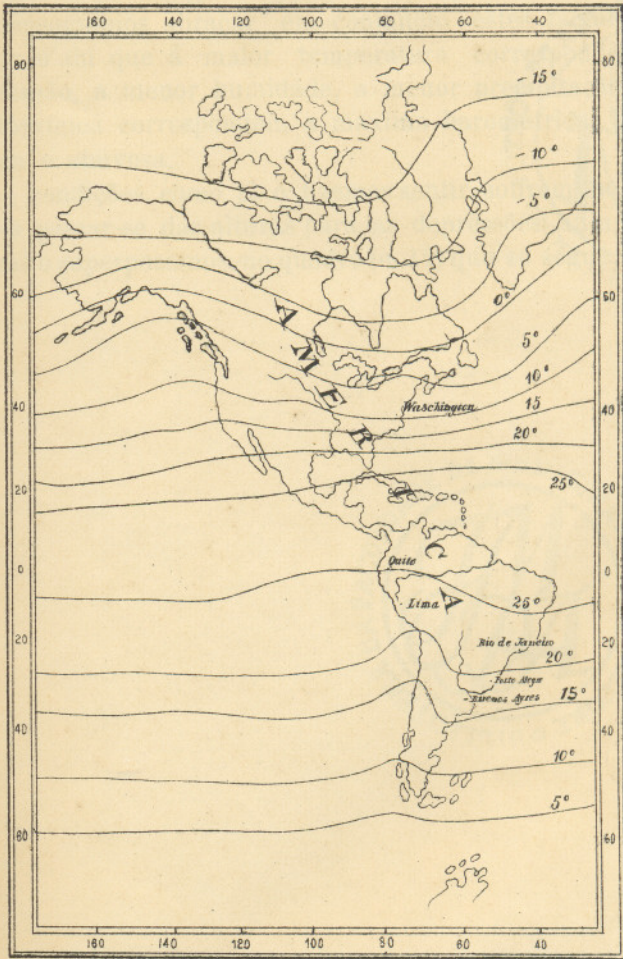 160 140 120 100 80 60 40
80 80
- 15°
- 10°
- 5°
60 0° 60
5°
10°
40 Waschington 15 40
20°
20 25° 20
AMERICA
0 Quito 0
Lima 25°
20 Rio de Janeiro 20
20°
Porto Alegre
Buenos Ayres 15°
40 40
10°
5°
60 60
160 140 120 100 80 60 40